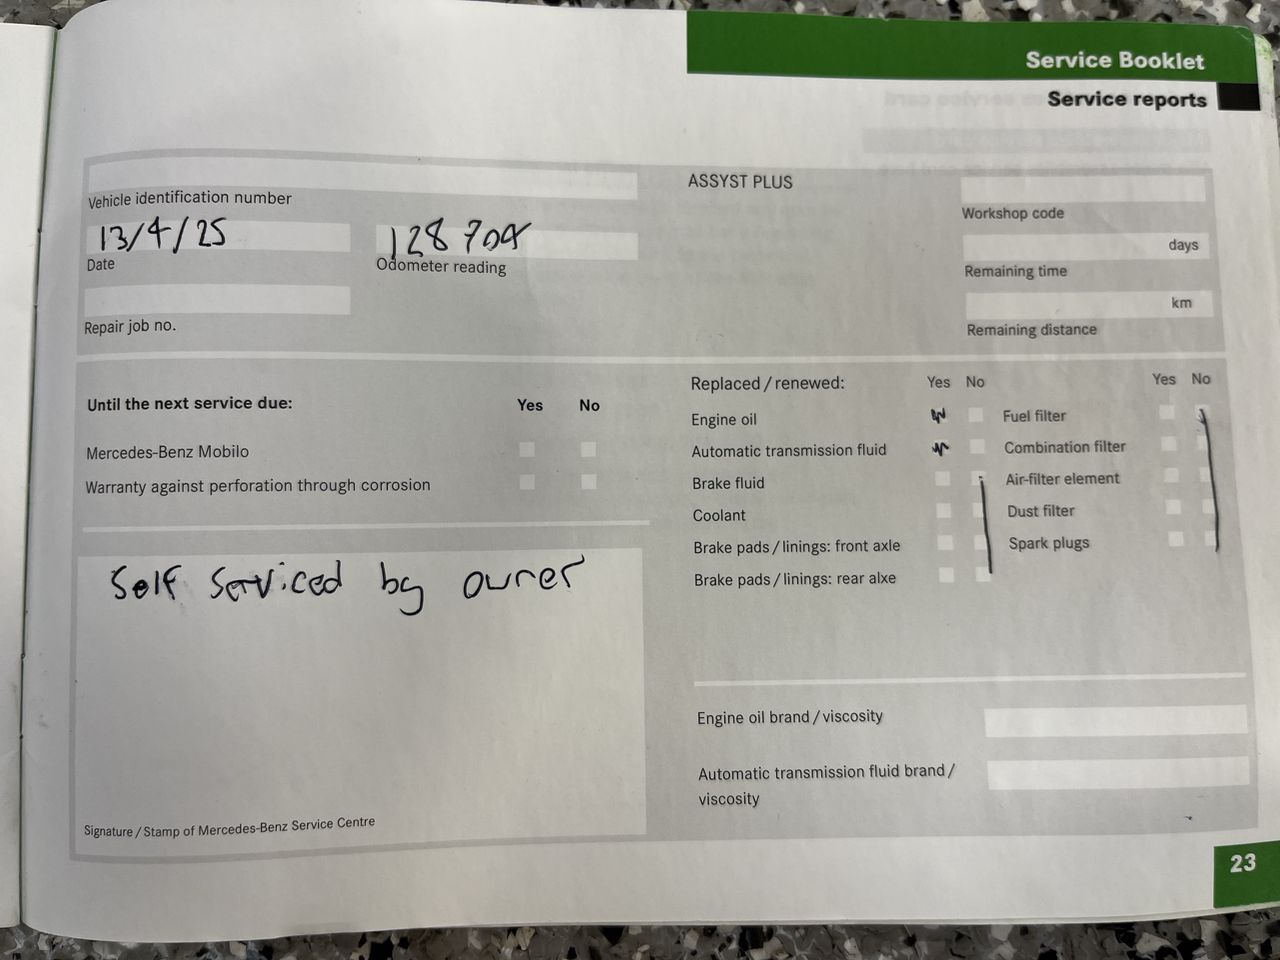 Service Booklet
Service reports
Vehicle identification number
13/4/25
Date
128 708
Odometer reading
Repair job no.
ASSYST PLUS
Workshop code
days
Remaining time
km
Remaining distance
Until the next service due:
Yes No
Mercedes-Benz Mobilo
Warranty against perforation through corrosion
Self Serviced by owner
Signature/Stamp of Mercedes-Benz Service Centre
Replaced/renewed:
Yes No
Engine oil
Automatic transmission fluid
Brake fluid
Coolant
Brake pads/linings: front axle
Brake pads/linings: rear alxe
Yes No
Fuel filter
Combination filter
Air-filter element
Dust filter
Spark plugs
Engine oil brand/viscosity
Automatic transmission fluid brand/
viscosity
23